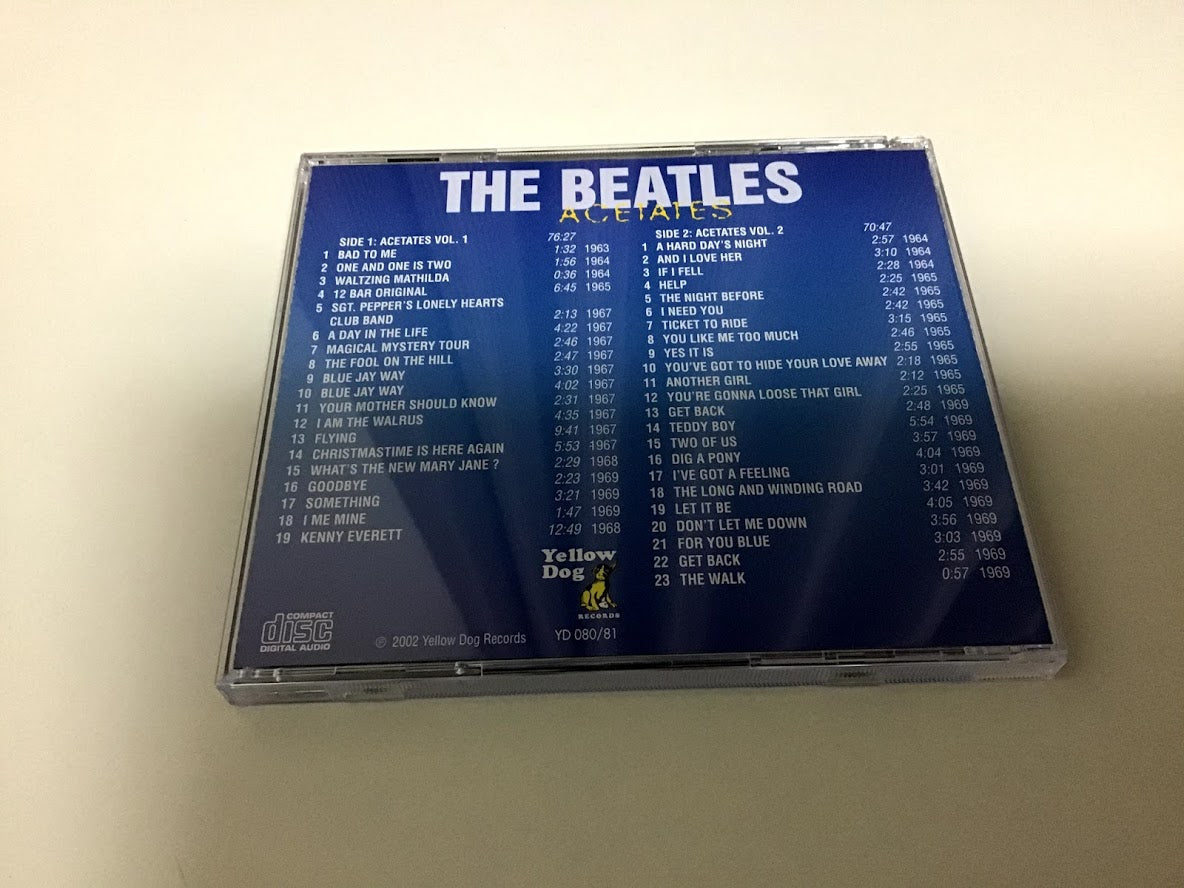 THE BEATLES
ACETATES
SIDE 1: ACETATES VOL. 1 76:27
1 BAD TO ME 1:32 1963
2 ONE AND ONE IS TWO 1:56 1964
3 WALTZING MATHILDA 0:36 1964
4 12 BAR ORIGINAL 6:45 1965
5 SGT. PEPPER'S LONELY HEARTS
CLUB BAND 2:13 1967
6 A DAY IN THE LIFE 4:22 1967
7 MAGICAL MYSTERY TOUR 2:46 1967
8 THE FOOL ON THE HILL 2:47 1967
9 BLUE JAY WAY 3:30 1967
10 BLUE JAY WAY 4:02 1967
11 YOUR MOTHER SHOULD KNOW 2:31 1967
12 I AM THE WALRUS 4:35 1967
13 FLYING 9:41 1967
14 CHRISTMASTIME IS HERE AGAIN 5:53 1967
15 WHAT'S THE NEW MARY JANE ? 2:29 1968
16 GOODBYE 2:23 1969
17 SOMETHING 3:21 1969
18 I ME MINE 1:47 1969
19 KENNY EVERETT 12:49 1968
SIDE 2: ACETATES VOL. 2 70:47
1 A HARD DAY'S NIGHT 2:57 1964
2 AND I LOVE HER 3:10 1964
3 IF I FELL 2:28 1964
4 HELP 2:25 1965
5 THE NIGHT BEFORE 2:42 1965
6 I NEED YOU 2:42 1965
7 TICKET TO RIDE 3:15 1965
8 YOU LIKE ME TOO MUCH 2:46 1965
9 YES IT IS 2:55 1965
10 YOU'VE GOT TO HIDE YOUR LOVE AWAY 2:18 1965
11 ANOTHER GIRL 2:12 1965
12 YOU'RE GONNA LOOSE THAT GIRL 2:25 1965
13 GET BACK 2:48 1969
14 TEDDY BOY 5:54 1969
15 TWO OF US 3:57 1969
16 DIG A PONY 4:04 1969
17 I'VE GOT A FEELING 3:01 1969
18 THE LONG AND WINDING ROAD 3:42 1969
19 LET IT BE 4:05 1969
20 DON'T LET ME DOWN 3:56 1969
21 FOR YOU BLUE 3:03 1969
22 GET BACK 2:55 1969
23 THE WALK 0:57 1969
Yellow
Dog
RECORDS
COMPACT
disc
DIGITAL AUDIO
℗ 2002 Yellow Dog Records
YD 080/81